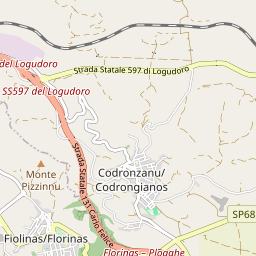 Strada Statale 597 di Logudoro
del Logudoro
SS597 del Logudoro
Strada Statale 131 Carlo Felice
Monte
Pizzinnu
Codronzanu/
Codrongianos
SP68
Fiolinas/Florinas
Florinas - Plōaghe